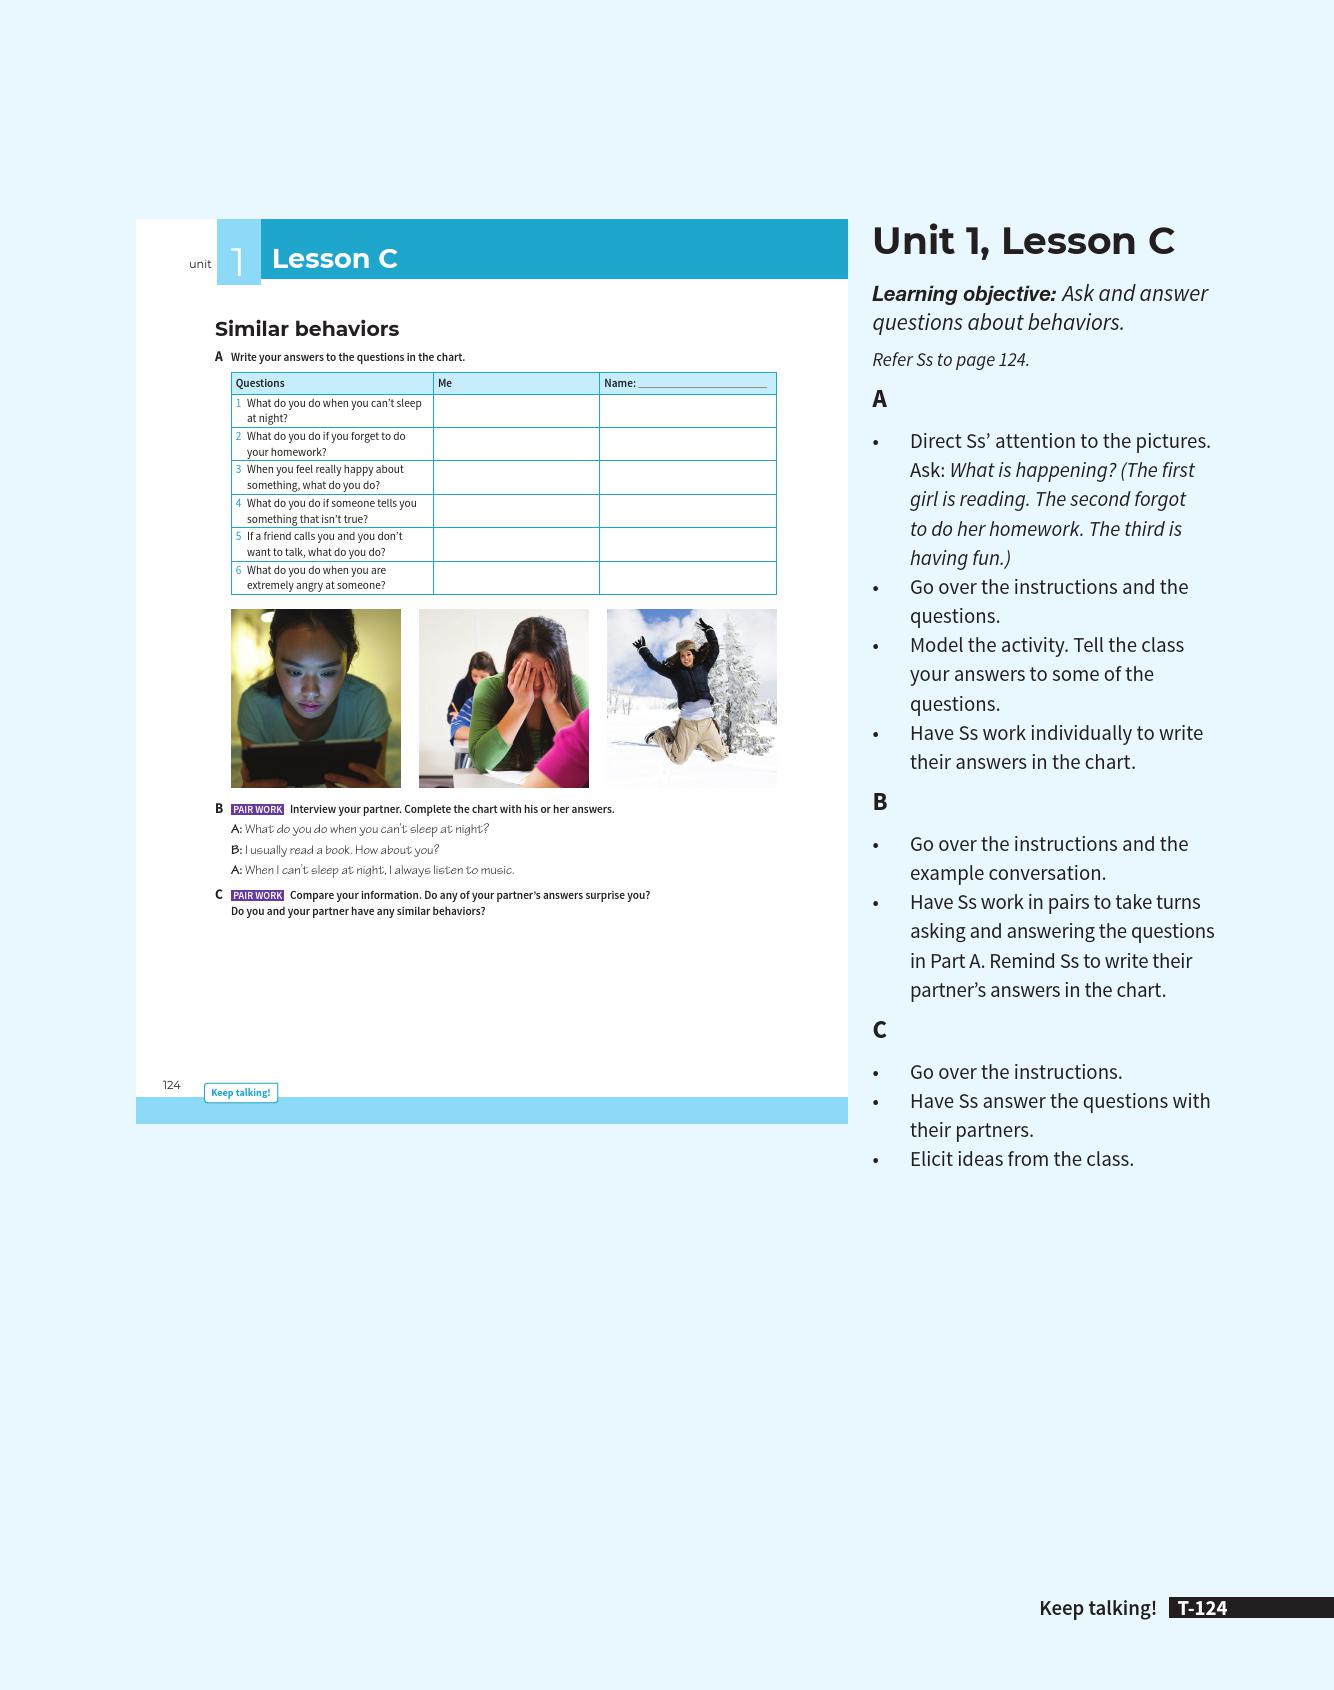 unit 1 Lesson C
Similar behaviors
A Write your answers to the questions in the chart.
Questions Me Name: ____________________
1 What do you do when you can’t sleep
at night?
2 What do you do if you forget to do
your homework?
3 When you feel really happy about
something, what do you do?
4 What do you do if someone tells you
something that isn’t true?
5 If a friend calls you and you don’t
want to talk, what do you do?
6 What do you do when you are
extremely angry at someone?
B PAIR WORK Interview your partner. Complete the chart with his or her answers.
A: What do you do when you can’t sleep at night?
B: I usually read a book. How about you?
A: When I can’t sleep at night, I always listen to music.
C PAIR WORK Compare your information. Do any of your partner’s answers surprise you?
Do you and your partner have any similar behaviors?
124 Keep talking!
Unit 1, Lesson C
Learning objective: Ask and answer
questions about behaviors.
Refer Ss to page 124.
A
• Direct Ss’ attention to the pictures.
Ask: What is happening? (The first
girl is reading. The second forgot
to do her homework. The third is
having fun.)
• Go over the instructions and the
questions.
• Model the activity. Tell the class
your answers to some of the
questions.
• Have Ss work individually to write
their answers in the chart.
B
• Go over the instructions and the
example conversation.
• Have Ss work in pairs to take turns
asking and answering the questions
in Part A. Remind Ss to write their
partner’s answers in the chart.
C
• Go over the instructions.
• Have Ss answer the questions with
their partners.
• Elicit ideas from the class.
Keep talking! T-124